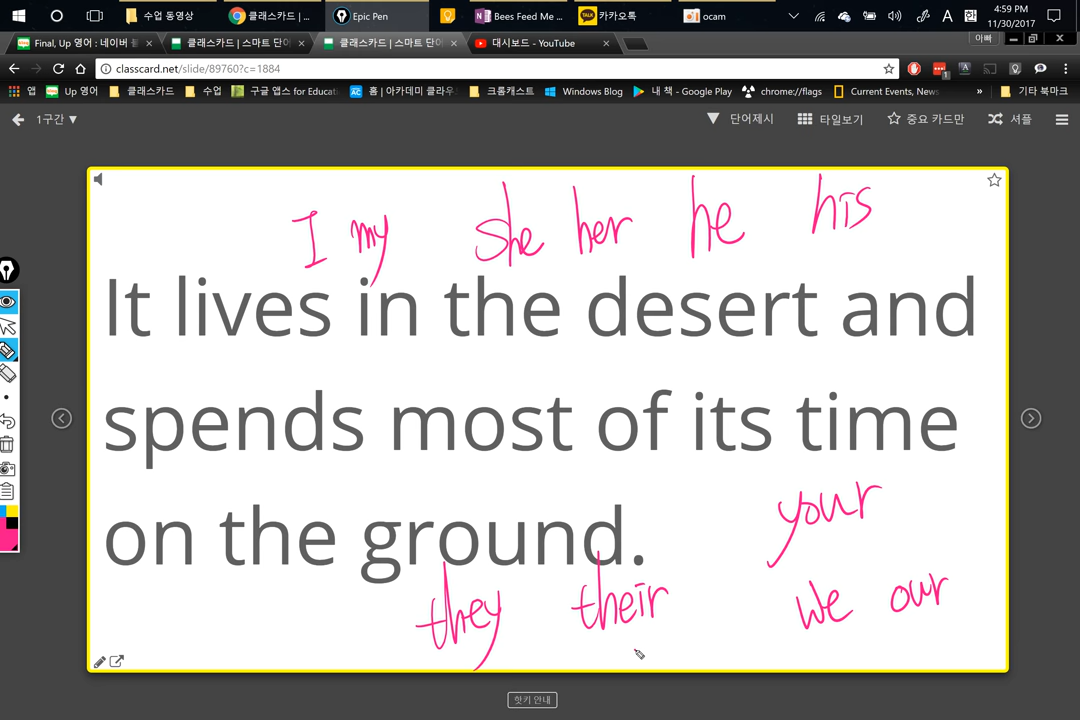 수업 동영상
클래스카드 | ...
Epic Pen
Bees Feed Me ...
카카오톡
ocam
A 한
4:59 PM
11/30/2017
Final, Up 영어 : 네이버 블
클래스카드 | 스마트 단어
클래스카드 | 스마트 단어
대시보드 - YouTube
아빠
classcard.net/slide/89760?c=1884
앱
Up 영어
클래스카드
수업
구글 앱스 for Educati
홈 | 아카데미 클라우
크롬캐스트
Windows Blog
내 책 - Google Play
chrome://flags
Current Events, News
»
기타 북마크
1구간 ▼
단어제시
타일보기
중요 카드만
셔플
I my she her he his
It lives in the desert and
spends most of its time
your
on the ground.
they their we our
핫키 안내